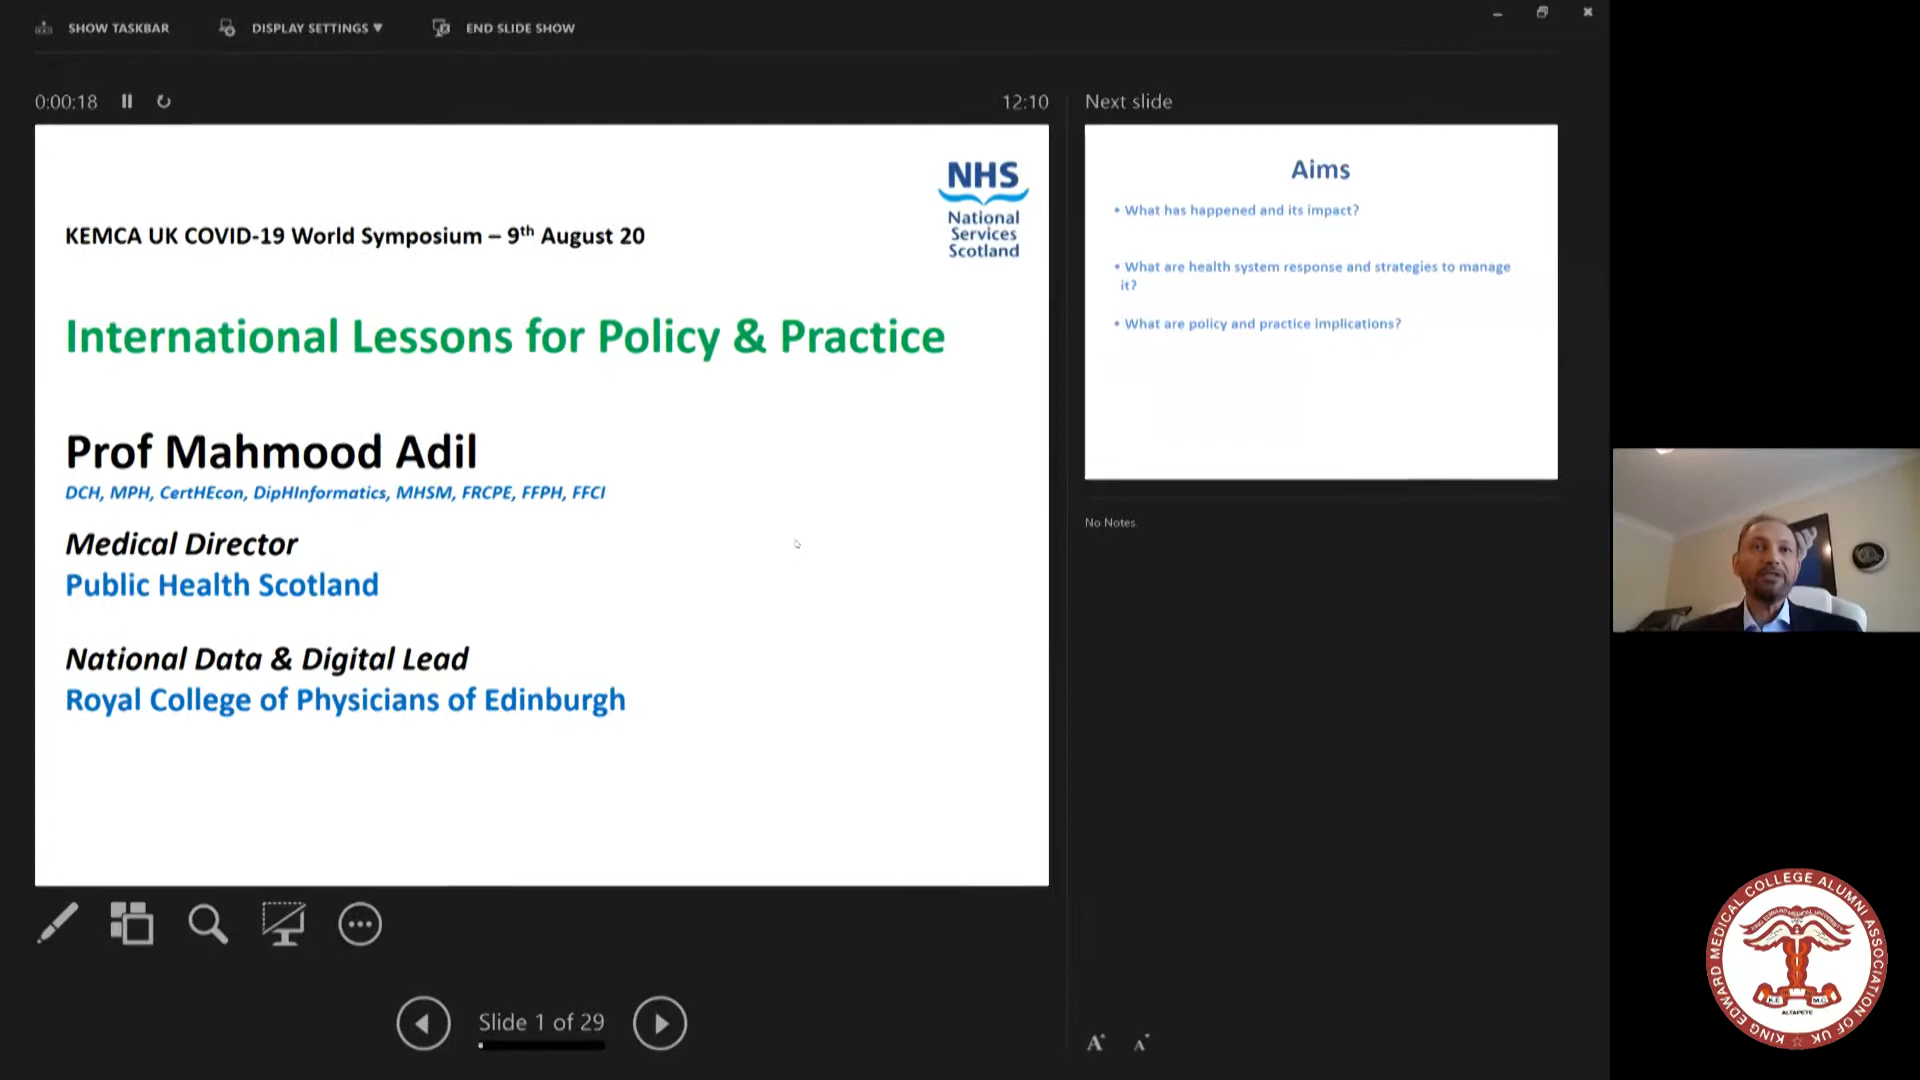 SHOW TASKBAR
DISPLAY SETTINGS ▼
END SLIDE SHOW
0:00:18
12:10
Next slide
KEMCA UK COVID-19 World Symposium – 9th August 20
NHS
National
Services
Scotland
International Lessons for Policy & Practice
Prof Mahmood Adil
DCH, MPH, CertHEcon, DipHInformatics, MHSM, FRCPE, FFPH, FFCI
Medical Director
Public Health Scotland
National Data & Digital Lead
Royal College of Physicians of Edinburgh
Aims
• What has happened and its impact?
• What are health system response and strategies to manage
it?
• What are policy and practice implications?
No Notes
Slide 1 of 29
A A
KING EDWARD MEDICAL COLLEGE ALUMNI ASSOCIATION OF UK
KING EDWARD MEDICAL UNIVERSITY
K.E.
M.C.
ALTAPETE